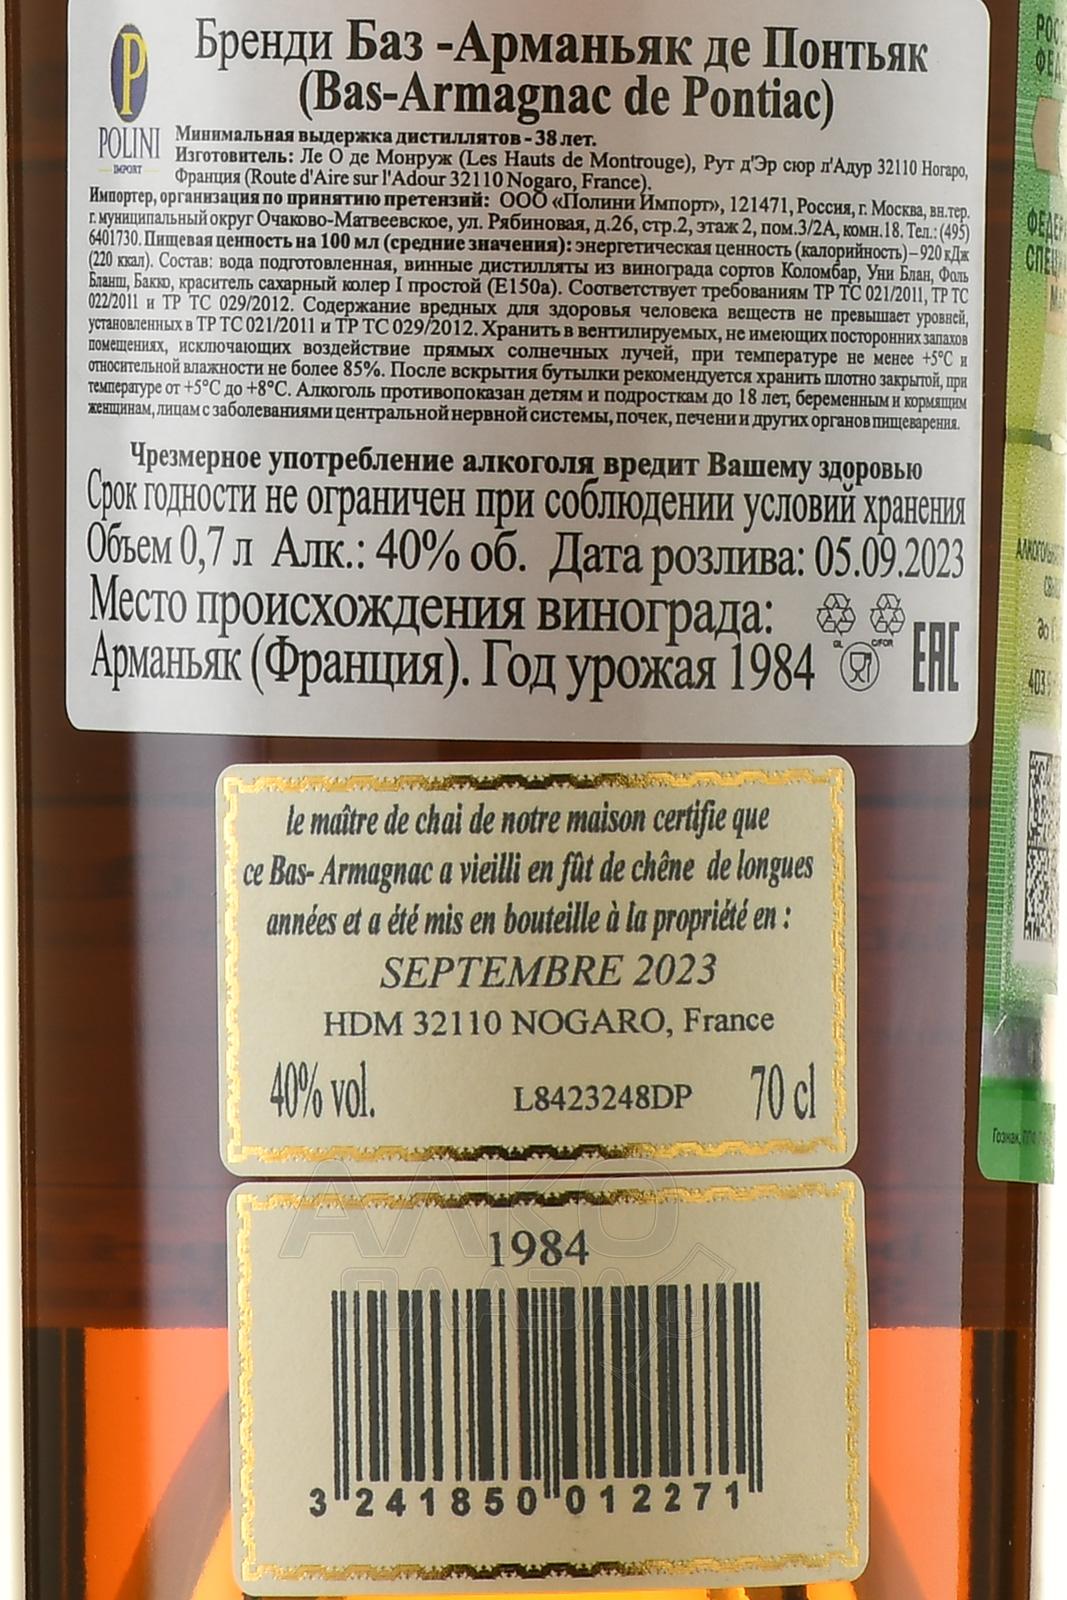 Бренди Баз -Арманьяк де Понтьяк
(Bas-Armagnac de Pontiac)
P
POLINI
IMPORT
Минимальная выдержка дистиллятов - 38 лет.
Изготовитель: Ле О де Монруж (Les Hauts de Montrouge), Рут д'Эр сюр л'Адур 32110 Ногаро,
Франция (Route d'Aire sur l'Adour 32110 Nogaro, France).
Импортер, организация по принятию претензий: ООО «Полини Импорт», 121471, Россия, г. Москва, вн.тер.
г. муниципальный округ Очаково-Матвеевское, ул. Рябиновая, д.26, стр.2, этаж 2, пом.3/2А, комн.18. Тел.: (495)
6401730. Пищевая ценность на 100 мл (средние значения): энергетическая ценность (калорийность) – 920 кДж
(220 ккал). Состав: вода подготовленная, винные дистилляты из винограда сортов Коломбар, Уни Блан, Фоль
Бланш, Бакко, краситель сахарный колер I простой (Е150а). Соответствует требованиям ТР ТС 021/2011, ТР ТС
022/2011 и ТР ТС 029/2012. Содержание вредных для здоровья человека веществ не превышает уровней,
установленных в ТР ТС 021/2011 и ТР ТС 029/2012. Хранить в вентилируемых, не имеющих посторонних запахов
помещениях, исключающих воздействие прямых солнечных лучей, при температуре не менее +5°С и
относительной влажности не более 85%. После вскрытия бутылки рекомендуется хранить плотно закрытой, при
температуре от +5°С до +8°С. Алкоголь противопоказан детям и подросткам до 18 лет, беременным и кормящим
женщинам, лицам с заболеваниями центральной нервной системы, почек, печени и других органов пищеварения.
Чрезмерное употребление алкоголя вредит Вашему здоровью
Срок годности не ограничен при соблюдении условий хранения
Объем 0,7 л Алк.: 40% об. Дата розлива: 05.09.2023
Место происхождения винограда:
Арманьяк (Франция). Год урожая 1984
GL C/FOR
EAC
le maître de chai de notre maison certifie que
ce Bas- Armagnac a vieilli en fût de chêne de longues
années et a été mis en bouteille à la propriété en :
SEPTEMBRE 2023
HDM 32110 NOGARO, France
40% vol. L8423248DP 70 cl
1984
3 241850 012271
АЛКО
ПЛАЗА